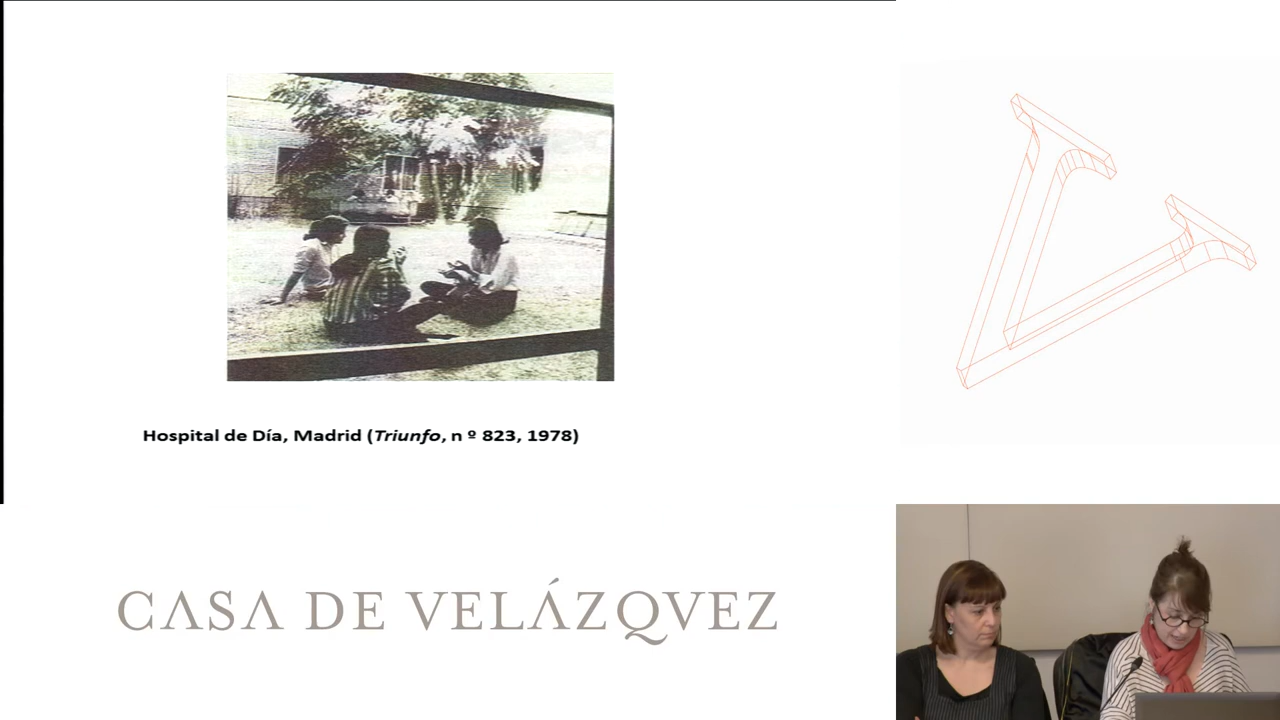 Hospital de Día, Madrid (Triunfo, n º 823, 1978)
CASA DE VELÁZQVEZ